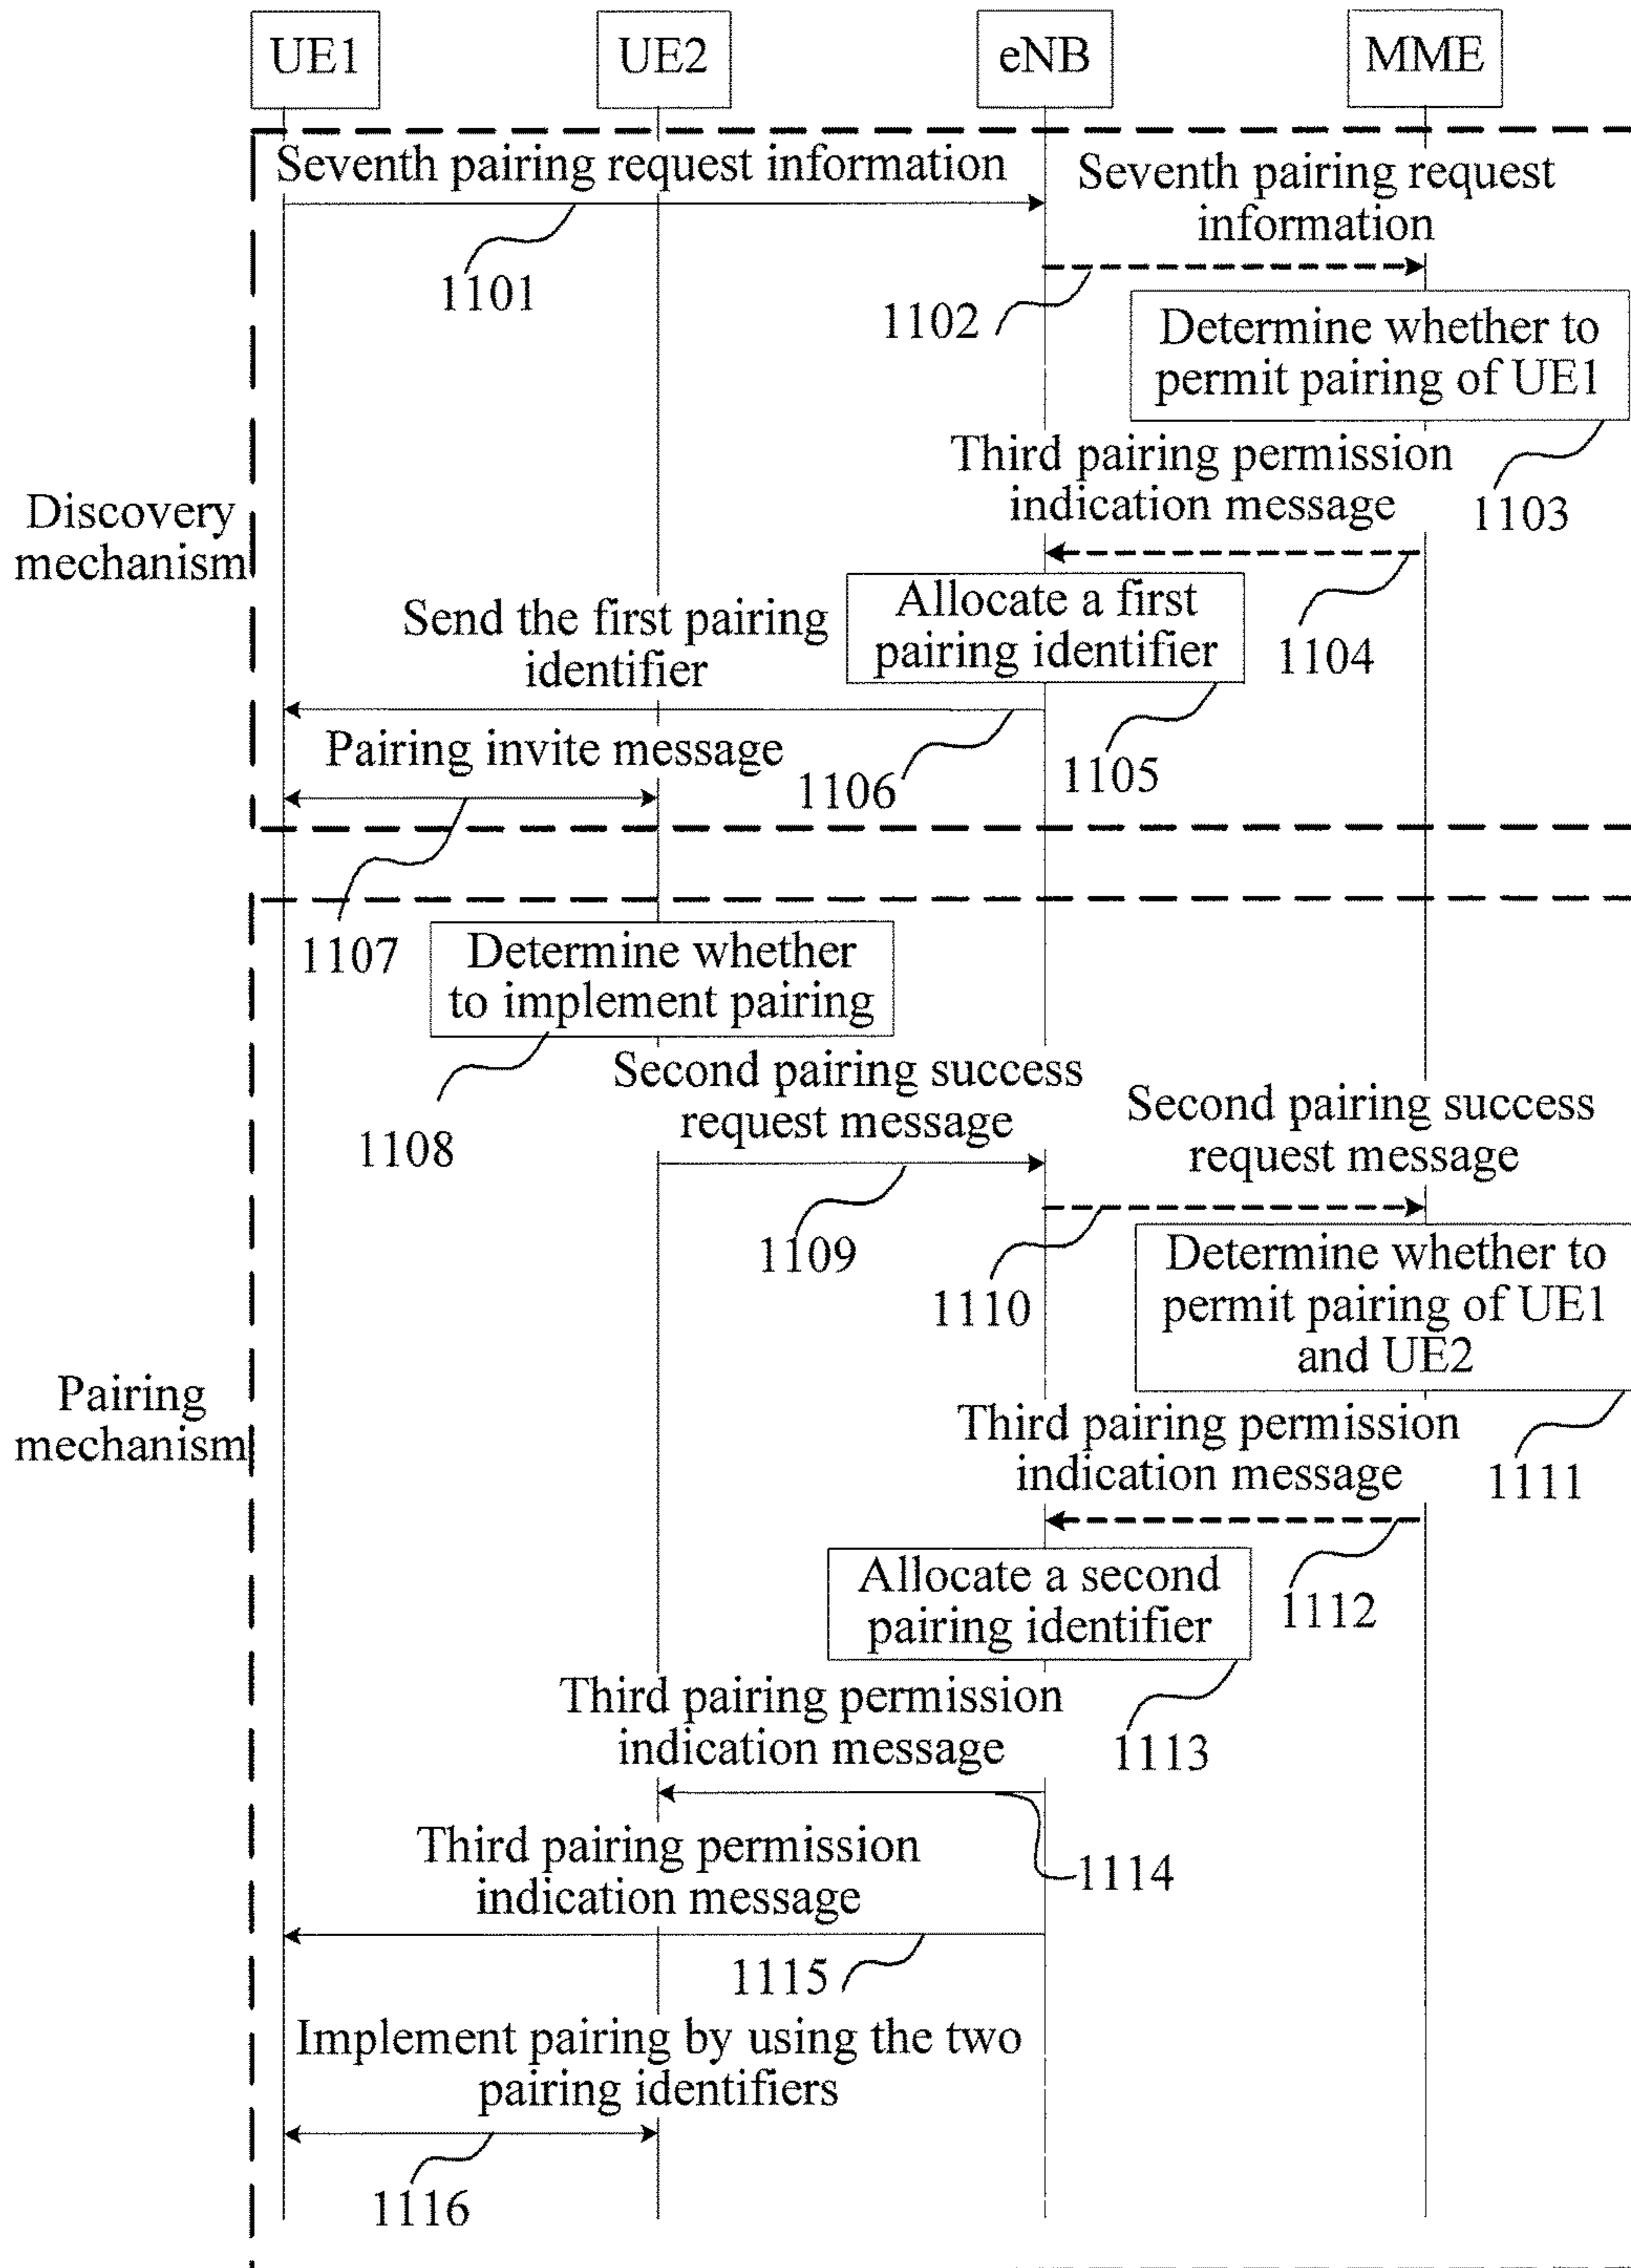 UE1
UE2
eNB
MME
Seventh pairing request information
Seventh pairing request
information
1101
1102
Determine whether to
permit pairing of UE1
1103
Third pairing permission
indication message
Discovery
mechanism
1104
Allocate a first
pairing identifier
1105
Send the first pairing
identifier
1106
Pairing invite message
1107
Determine whether
to implement pairing
1108
Second pairing success
request message
1109
Second pairing success
request message
1110
Determine whether to
permit pairing of UE1
and UE2
1111
Pairing
mechanism
Third pairing permission
indication message
1112
Allocate a second
pairing identifier
1113
Third pairing permission
indication message
1114
Third pairing permission
indication message
1115
Implement pairing by using the two
pairing identifiers
1116